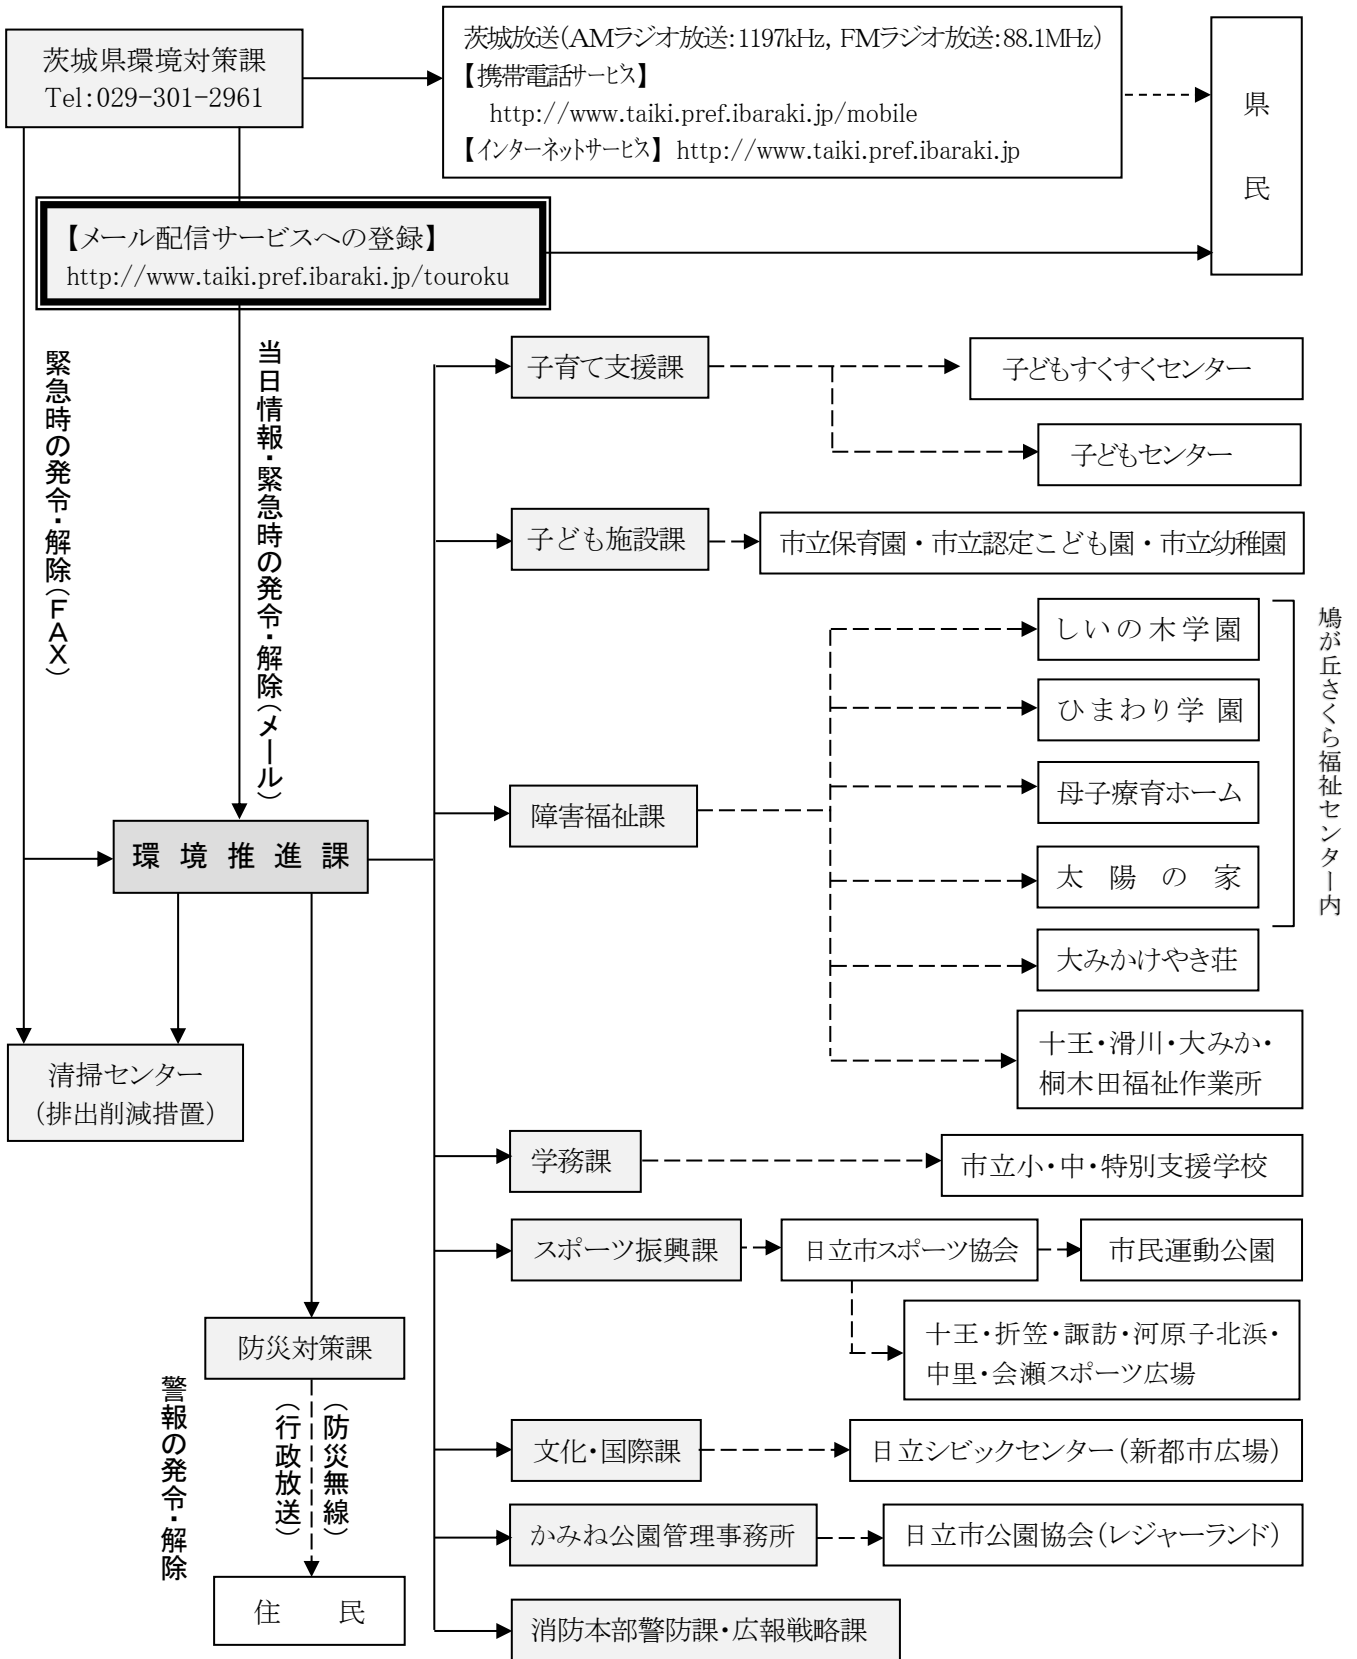 茨城県環境対策課
Tel:029-301-2961
茨城放送(AMラジオ放送:1197kHz, FMラジオ放送:88.1MHz)
【携帯電話サービス】
http://www.taiki.pref.ibaraki.jp/mobile
【インターネットサービス】 http://www.taiki.pref.ibaraki.jp
県民
【メール配信サービスへの登録】
http://www.taiki.pref.ibaraki.jp/touroku
緊急時の発令・解除(FAX)
当日情報・緊急時の発令・解除(メール)
子育て支援課
子どもすくすくセンター
子どもセンター
子ども施設課
市立保育園・市立認定こども園・市立幼稚園
しいの木学園
ひまわり学園
母子療育ホーム
太陽の家
鳩が丘さくら福祉センター内
障害福祉課
大みかけやき荘
十王・滑川・大みか・
桐木田福祉作業所
環境推進課
清掃センター
(排出削減措置)
学務課
市立小・中・特別支援学校
スポーツ振興課
日立市スポーツ協会
市民運動公園
十王・折笠・諏訪・河原子北浜・
中里・会瀬スポーツ広場
防災対策課
警報の発令・解除
(防災無線)
(行政放送)
住民
文化・国際課
日立シビックセンター(新都市広場)
かみね公園管理事務所
日立市公園協会(レジャーランド)
消防本部警防課・広報戦略課